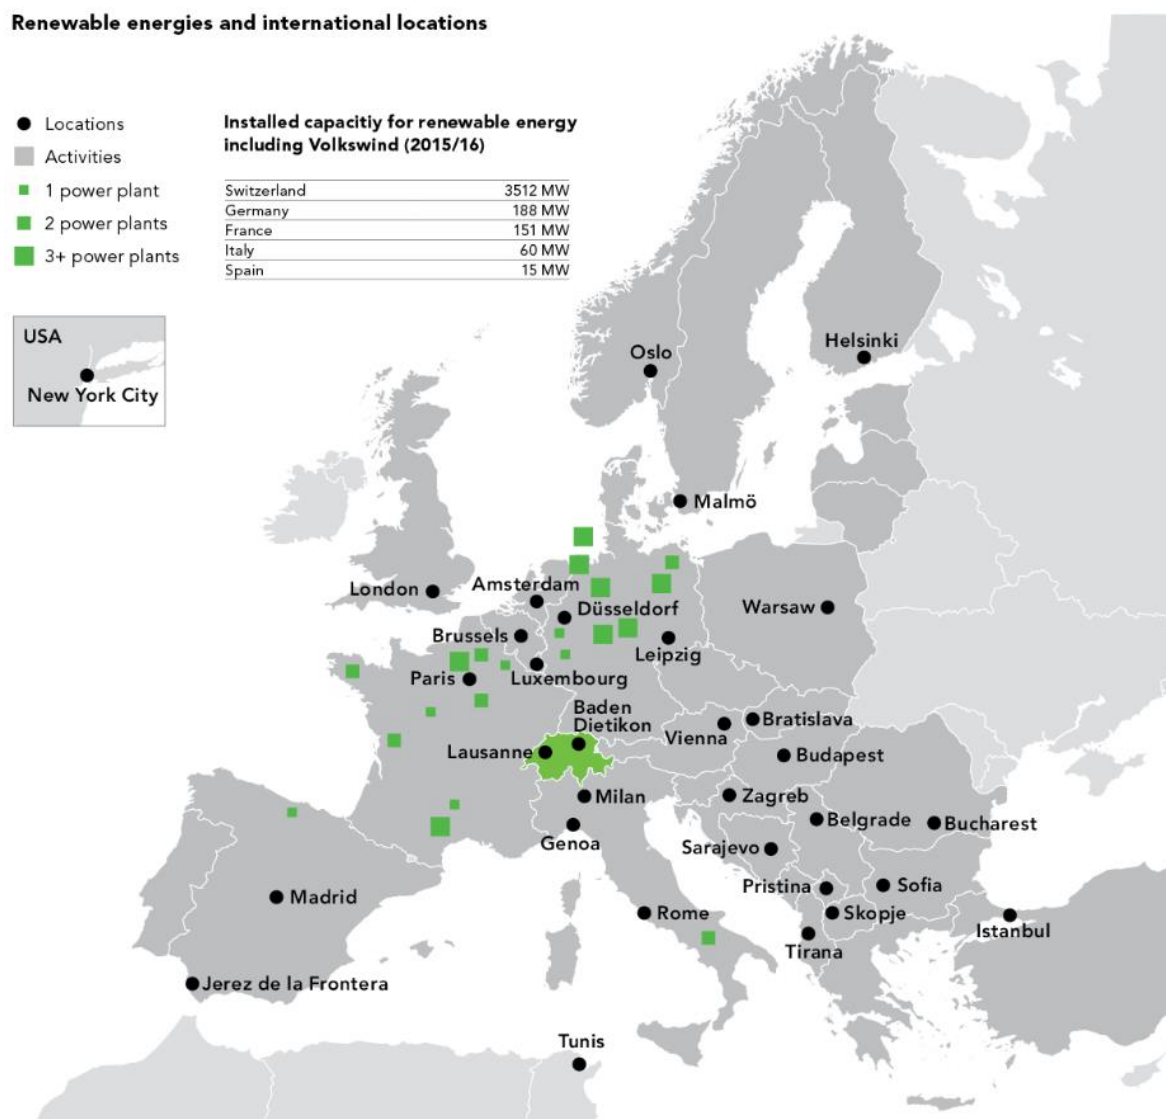 Renewable energies and international locations
Locations
Activities
1 power plant
2 power plants
3+ power plants
Installed capacitiy for renewable energy
including Volkswind (2015/16)
Switzerland 3512 MW
Germany 188 MW
France 151 MW
Italy 60 MW
Spain 15 MW
USA
New York City
Oslo
Helsinki
Malmö
London
Amsterdam
Düsseldorf
Warsaw
Brussels
Leipzig
Paris
Luxembourg
Baden
Dietikon
Bratislava
Vienna
Lausanne
Budapest
Milan
Zagreb
Belgrade
Bucharest
Genoa
Sarajevo
Pristina
Sofia
Madrid
Rome
Skopje
Istanbul
Tirana
Jerez de la Frontera
Tunis